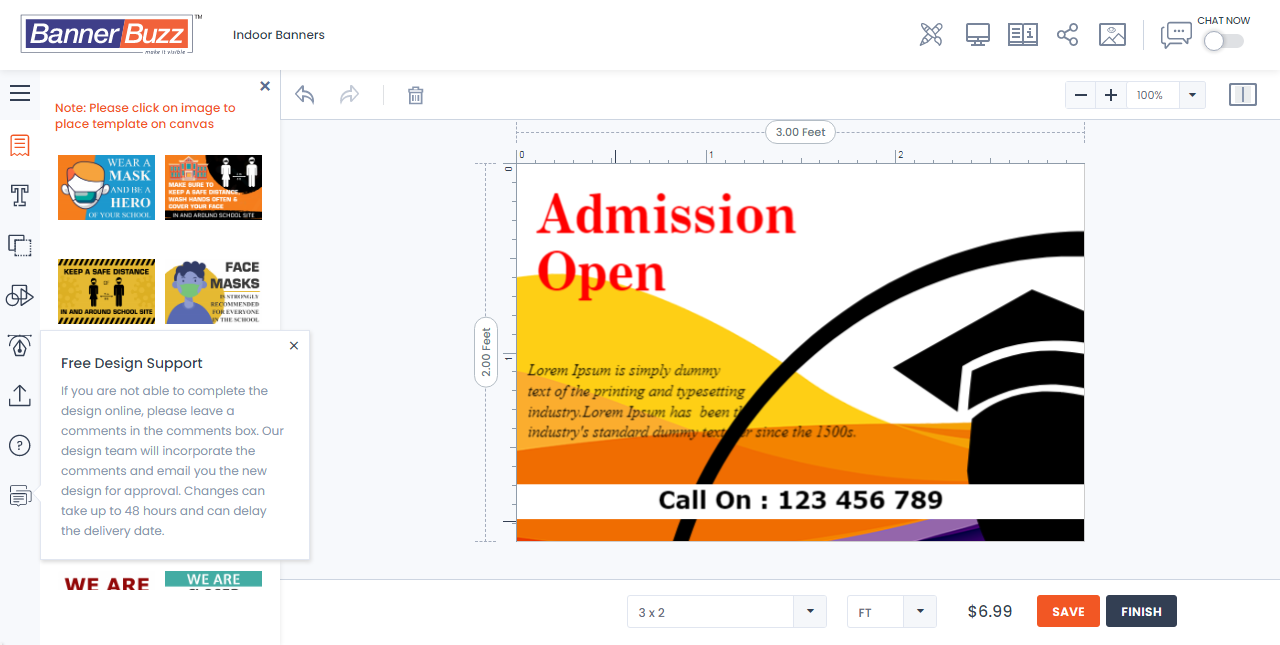 BannerBuzz
TM
make it visible
Indoor Banners
CHAT NOW
Note: Please click on image to
place template on canvas
100%
WEAR A
MASK
AND BE A
HERO
OF YOUR SCHOOL
MAKE SURE TO
KEEP A SAFE DISTANCE,
WASH HANDS OFTEN &
COVER YOUR FACE
IN AND AROUND SCHOOL SITE
KEEP A SAFE DISTANCE
IN AND AROUND SCHOOL SITE
FACE
MASKS
IS STRONGLY
RECOMMENDED
FOR EVERYONE
IN THE SCHOOL
Free Design Support
If you are not able to complete the
design online, please leave a
comments in the comments box. Our
design team will incorporate the
comments and email you the new
design for approval. Changes can
take up to 48 hours and can delay
the delivery date.
WE ARE
WE ARE
3.00 Feet
0
1
2
0
1
2.00 Feet
Admission
Open
Lorem Ipsum is simply dummy
text of the printing and typesetting
industry.Lorem Ipsum has been
industry's standard dummy text since the 1500s.
Call On : 123 456 789
3 x 2
FT
$6.99
SAVE
FINISH